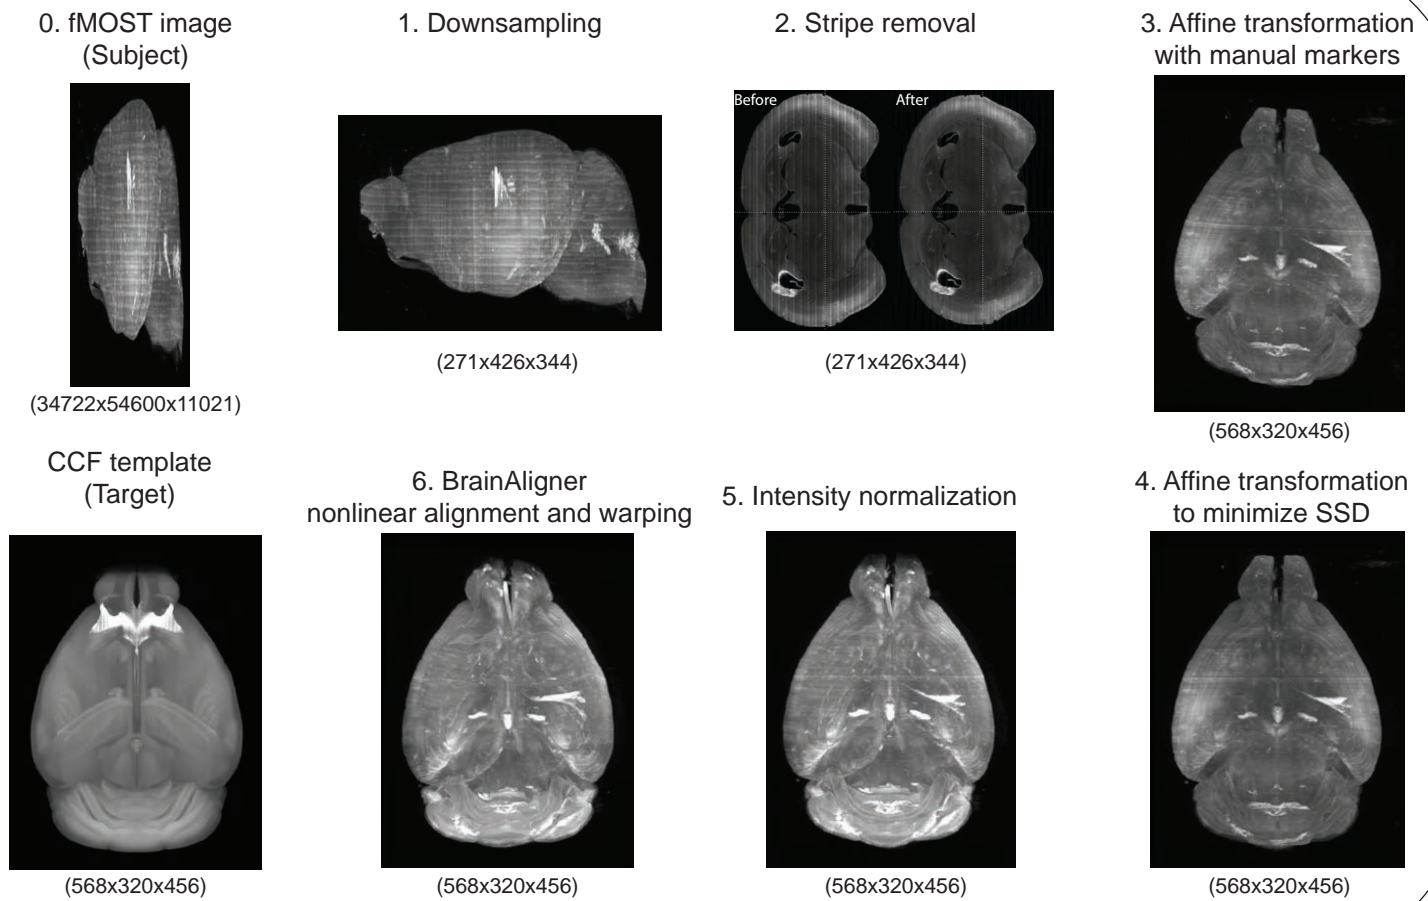 0. fMOST image
(Subject)
1. Downsampling
2. Stripe removal
3. Affine transformation
with manual markers
Before
After
(34722x54600x11021)
(271x426x344)
(271x426x344)
(568x320x456)
CCF template
(Target)
6. BrainAligner
nonlinear alignment and warping
5. Intensity normalization
4. Affine transformation
to minimize SSD
(568x320x456)
(568x320x456)
(568x320x456)
(568x320x456)